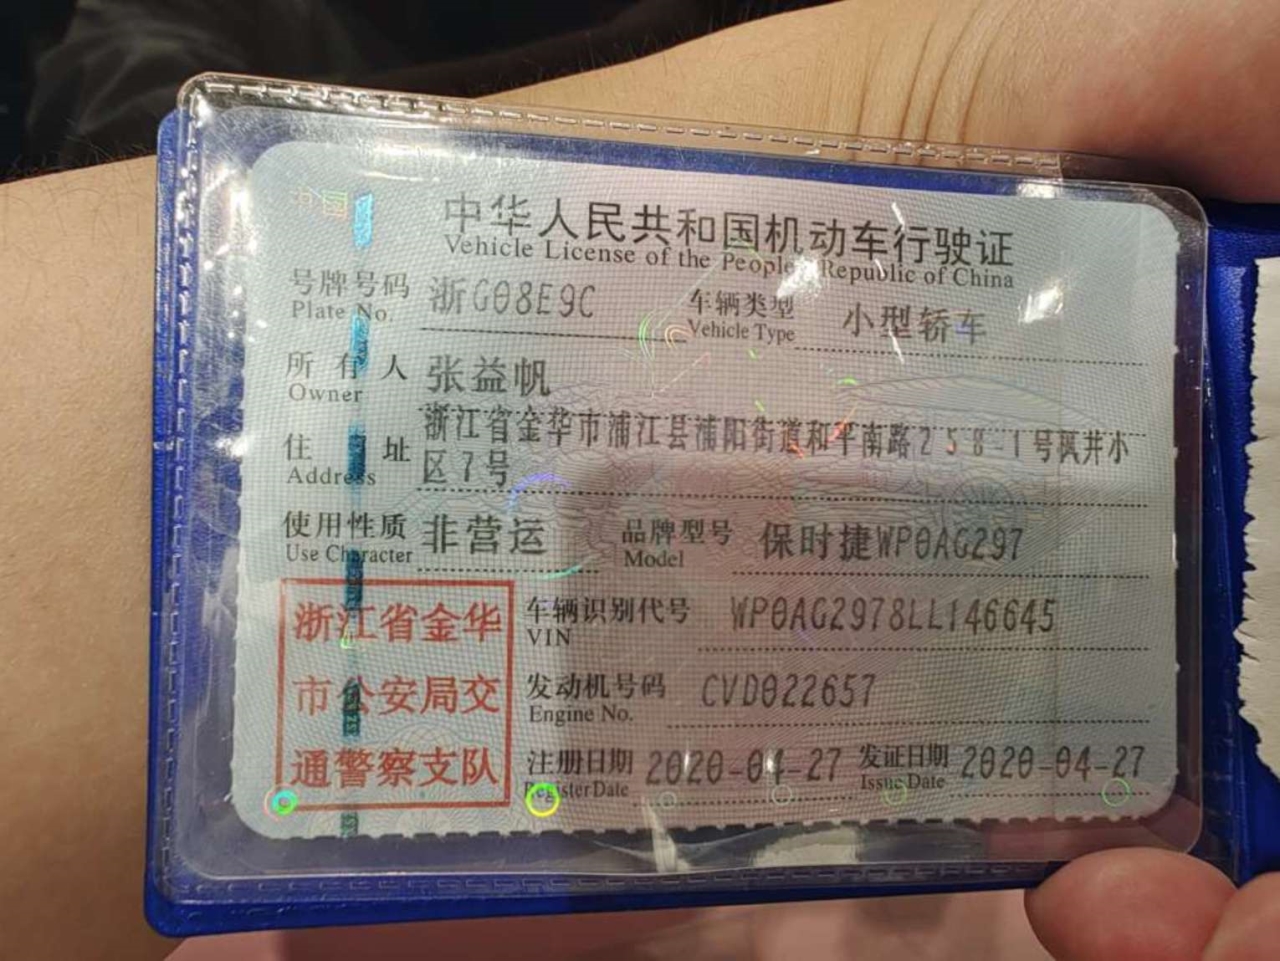 中国
中华人民共和国机动车行驶证
Vehicle License of the People's Republic of China
号牌号码 浙G08E9C 车辆类型 小型轿车
Plate No. Vehicle Type
所有人 张益帆
Owner
住址 浙江省金华市浦江县浦阳街道和平南路258-1号枫井小
Address 区7号
使用性质 非营运 品牌型号 保时捷WP0AG297
Use Character Model
浙江省金华
市公安局交
通警察支队
车辆识别代号 WP0AG2978LL146645
VIN
发动机号码 CVD022657
Engine No.
注册日期 2020-04-27 发证日期 2020-04-27
Register Date Issue Date